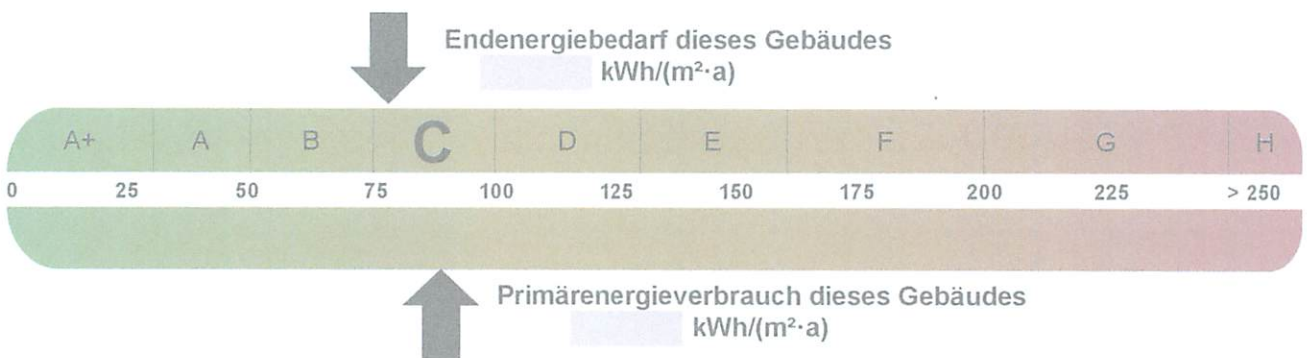 Endenergiebedarf dieses Gebäudes
kWh/(m²·a)
A+ A B C D E F G H
0 25 50 75 100 125 150 175 200 225 > 250
Primärenergieverbrauch dieses Gebäudes
kWh/(m²·a)